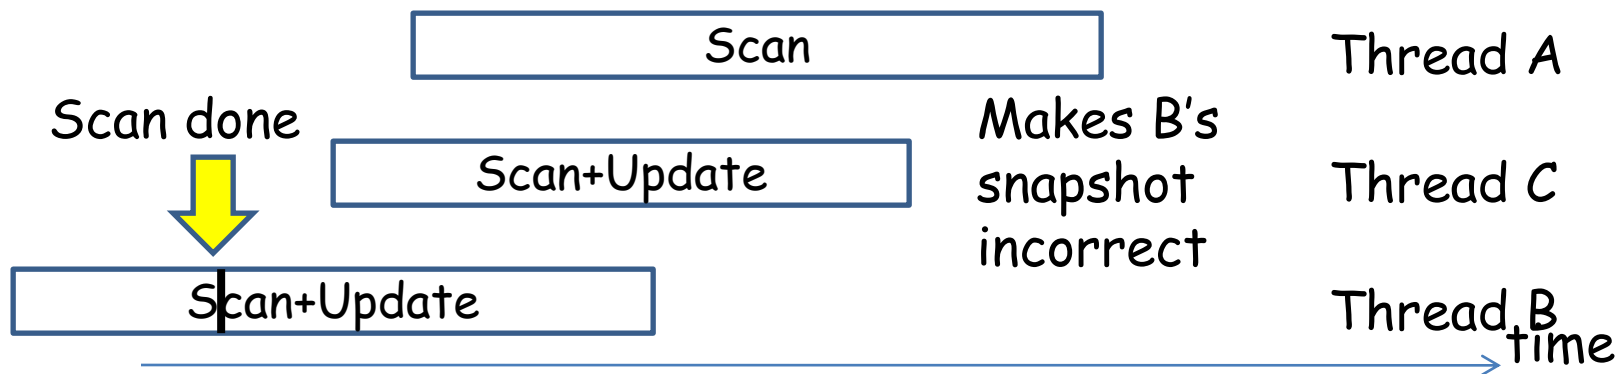 Scan
Thread A
Scan done
Makes B's
snapshot
incorrect
Scan+Update
Thread C
Scan+Update
Thread B
time